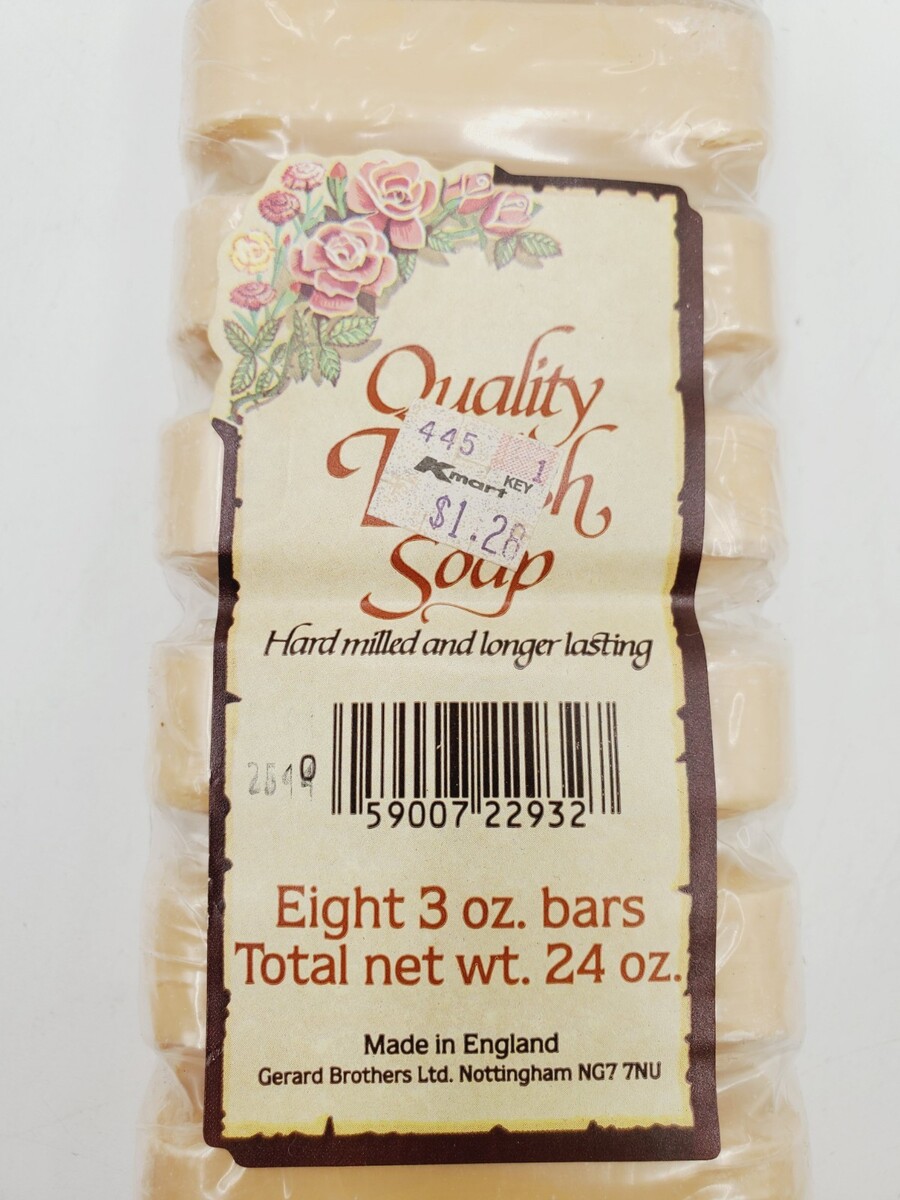 Quality
445 1
Kmart KEY
$1.28
Soap
Hard milled and longer lasting
0
59007 22932
Eight 3 oz. bars
Total net wt. 24 oz.
Made in England
Gerard Brothers Ltd. Nottingham NG7 7NU